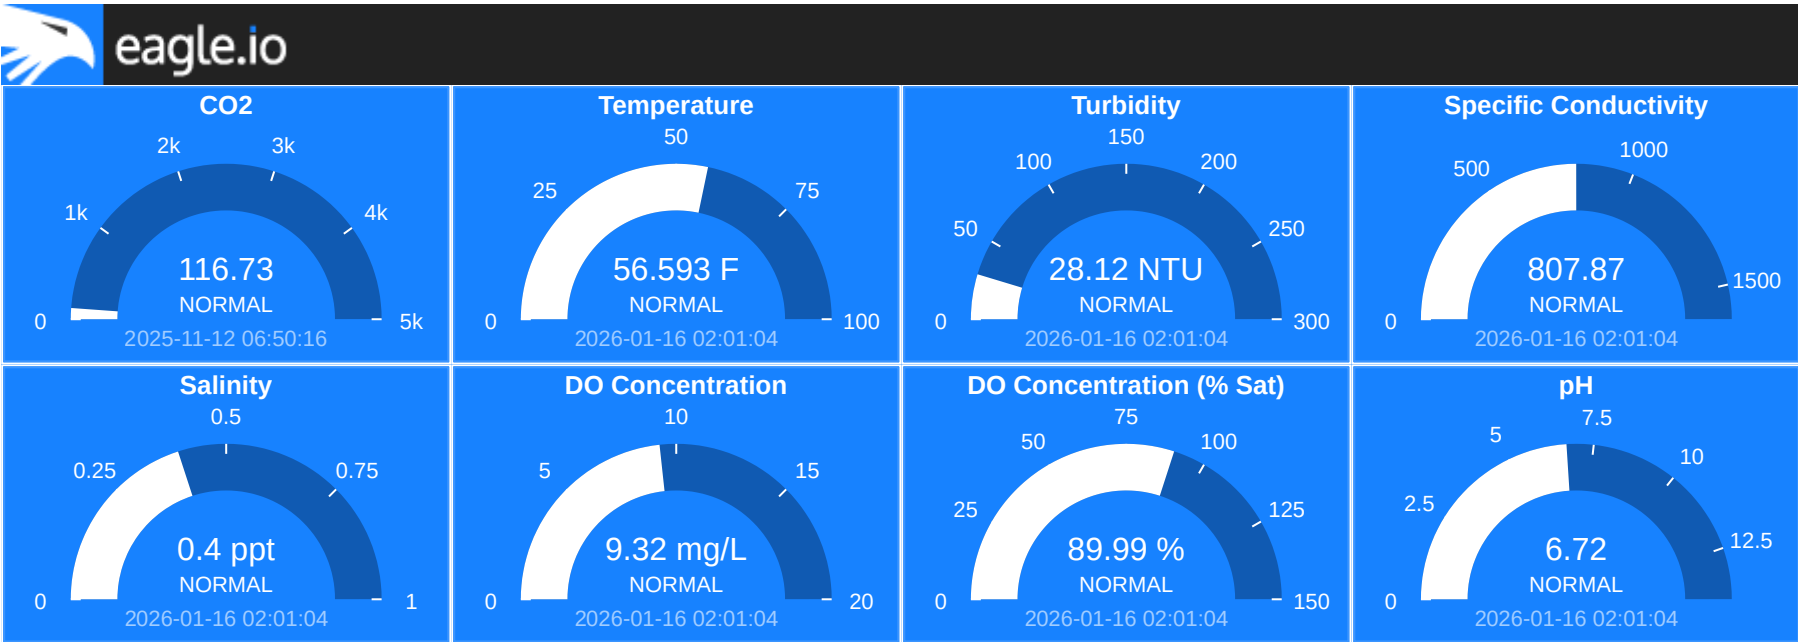 eagle.io
CO2
0
1k
2k
3k
4k
5k
116.73
NORMAL
2025-11-12 06:50:16
Temperature
0
25
50
75
100
56.593 F
NORMAL
2026-01-16 02:01:04
Turbidity
0
50
100
150
200
250
300
28.12 NTU
NORMAL
2026-01-16 02:01:04
Specific Conductivity
0
500
1000
1500
807.87
NORMAL
2026-01-16 02:01:04
Salinity
0
0.25
0.5
0.75
1
0.4 ppt
NORMAL
2026-01-16 02:01:04
DO Concentration
0
5
10
15
20
9.32 mg/L
NORMAL
2026-01-16 02:01:04
DO Concentration (% Sat)
0
25
50
75
100
125
150
89.99 %
NORMAL
2026-01-16 02:01:04
pH
0
2.5
5
7.5
10
12.5
6.72
NORMAL
2026-01-16 02:01:04